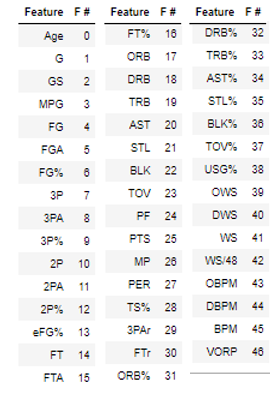 Feature F #
Age 0
G 1
GS 2
MPG 3
FG 4
FGA 5
FG% 6
3P 7
3PA 8
3P% 9
2P 10
2PA 11
2P% 12
eFG% 13
FT 14
FTA 15
Feature F #
FT% 16
ORB 17
DRB 18
TRB 19
AST 20
STL 21
BLK 22
TOV 23
PF 24
PTS 25
MP 26
PER 27
TS% 28
3PAr 29
FTr 30
ORB% 31
Feature F #
DRB% 32
TRB% 33
AST% 34
STL% 35
BLK% 36
TOV% 37
USG% 38
OWS 39
DWS 40
WS 41
WS/48 42
OBPM 43
DBPM 44
BPM 45
VORP 46